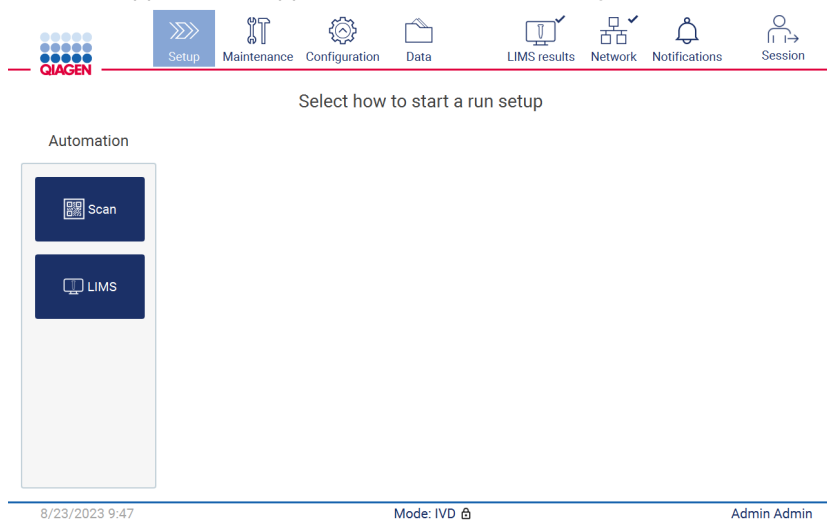 QIAGEN
Setup Maintenance Configuration Data LIMS results Network Notifications Session
Select how to start a run setup
Automation
Scan
LIMS
8/23/2023 9:47 Mode: IVD Admin Admin